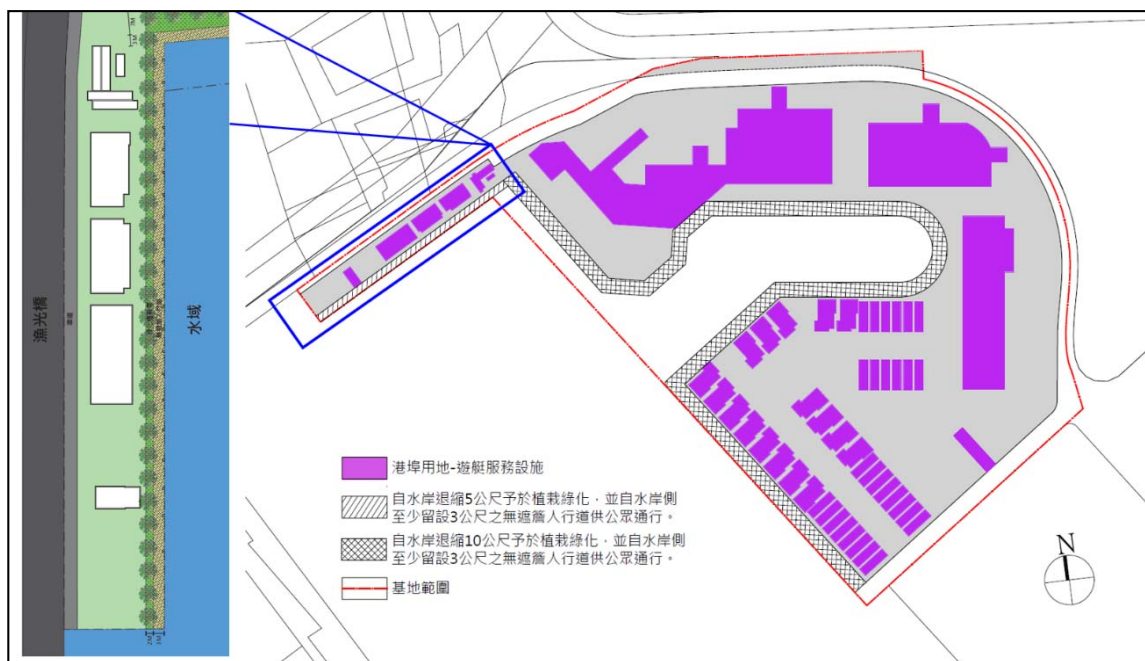 7M
3M
漁光橋
水域
2M
3M
港埠用地-遊艇服務設施
自水岸退縮5公尺予於植栽綠化，並自水岸側
至少留設3公尺之無遮簷人行道供公眾通行。
自水岸退縮10公尺予於植栽綠化，並自水岸側
至少留設3公尺之無遮簷人行道供公眾通行。
基地範圍
N